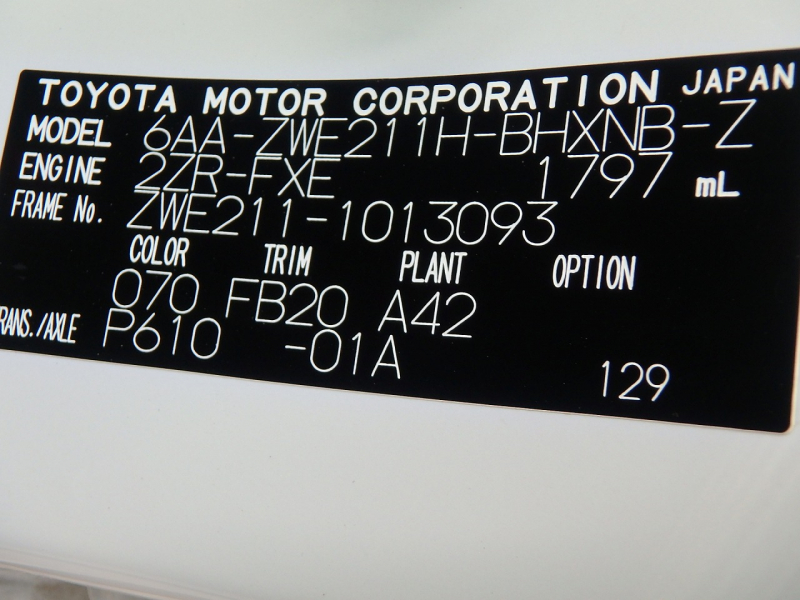 TOYOTA MOTOR CORPORATION JAPAN
MODEL 6AA-ZWE211H-BHXNB-Z
ENGINE 2ZR-FXE 1797 mL
FRAME No. ZWE211-1013093
COLOR TRIM PLANT OPTION
070 FB20 A42
RANS./AXLE P610 -01A
129